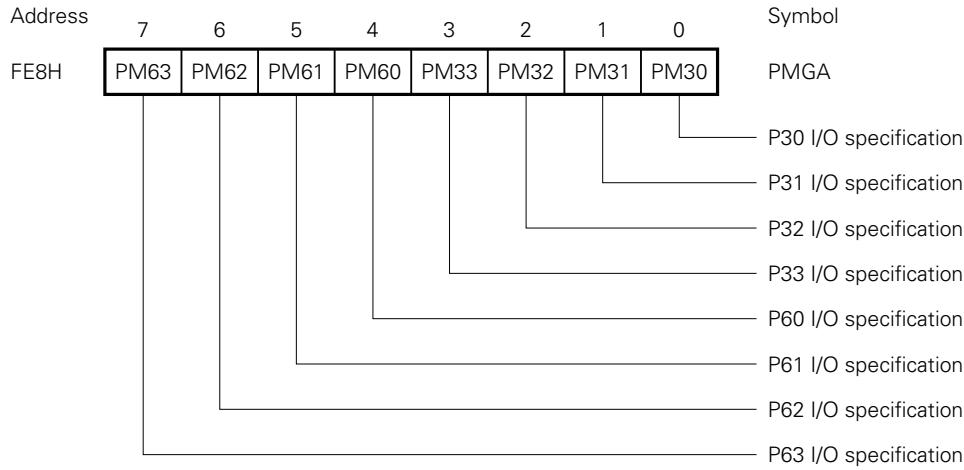 Address 7 6 5 4 3 2 1 0 Symbol
FE8H PM63 PM62 PM61 PM60 PM33 PM32 PM31 PM30 PMGA
P30 I/O specification
P31 I/O specification
P32 I/O specification
P33 I/O specification
P60 I/O specification
P61 I/O specification
P62 I/O specification
P63 I/O specification